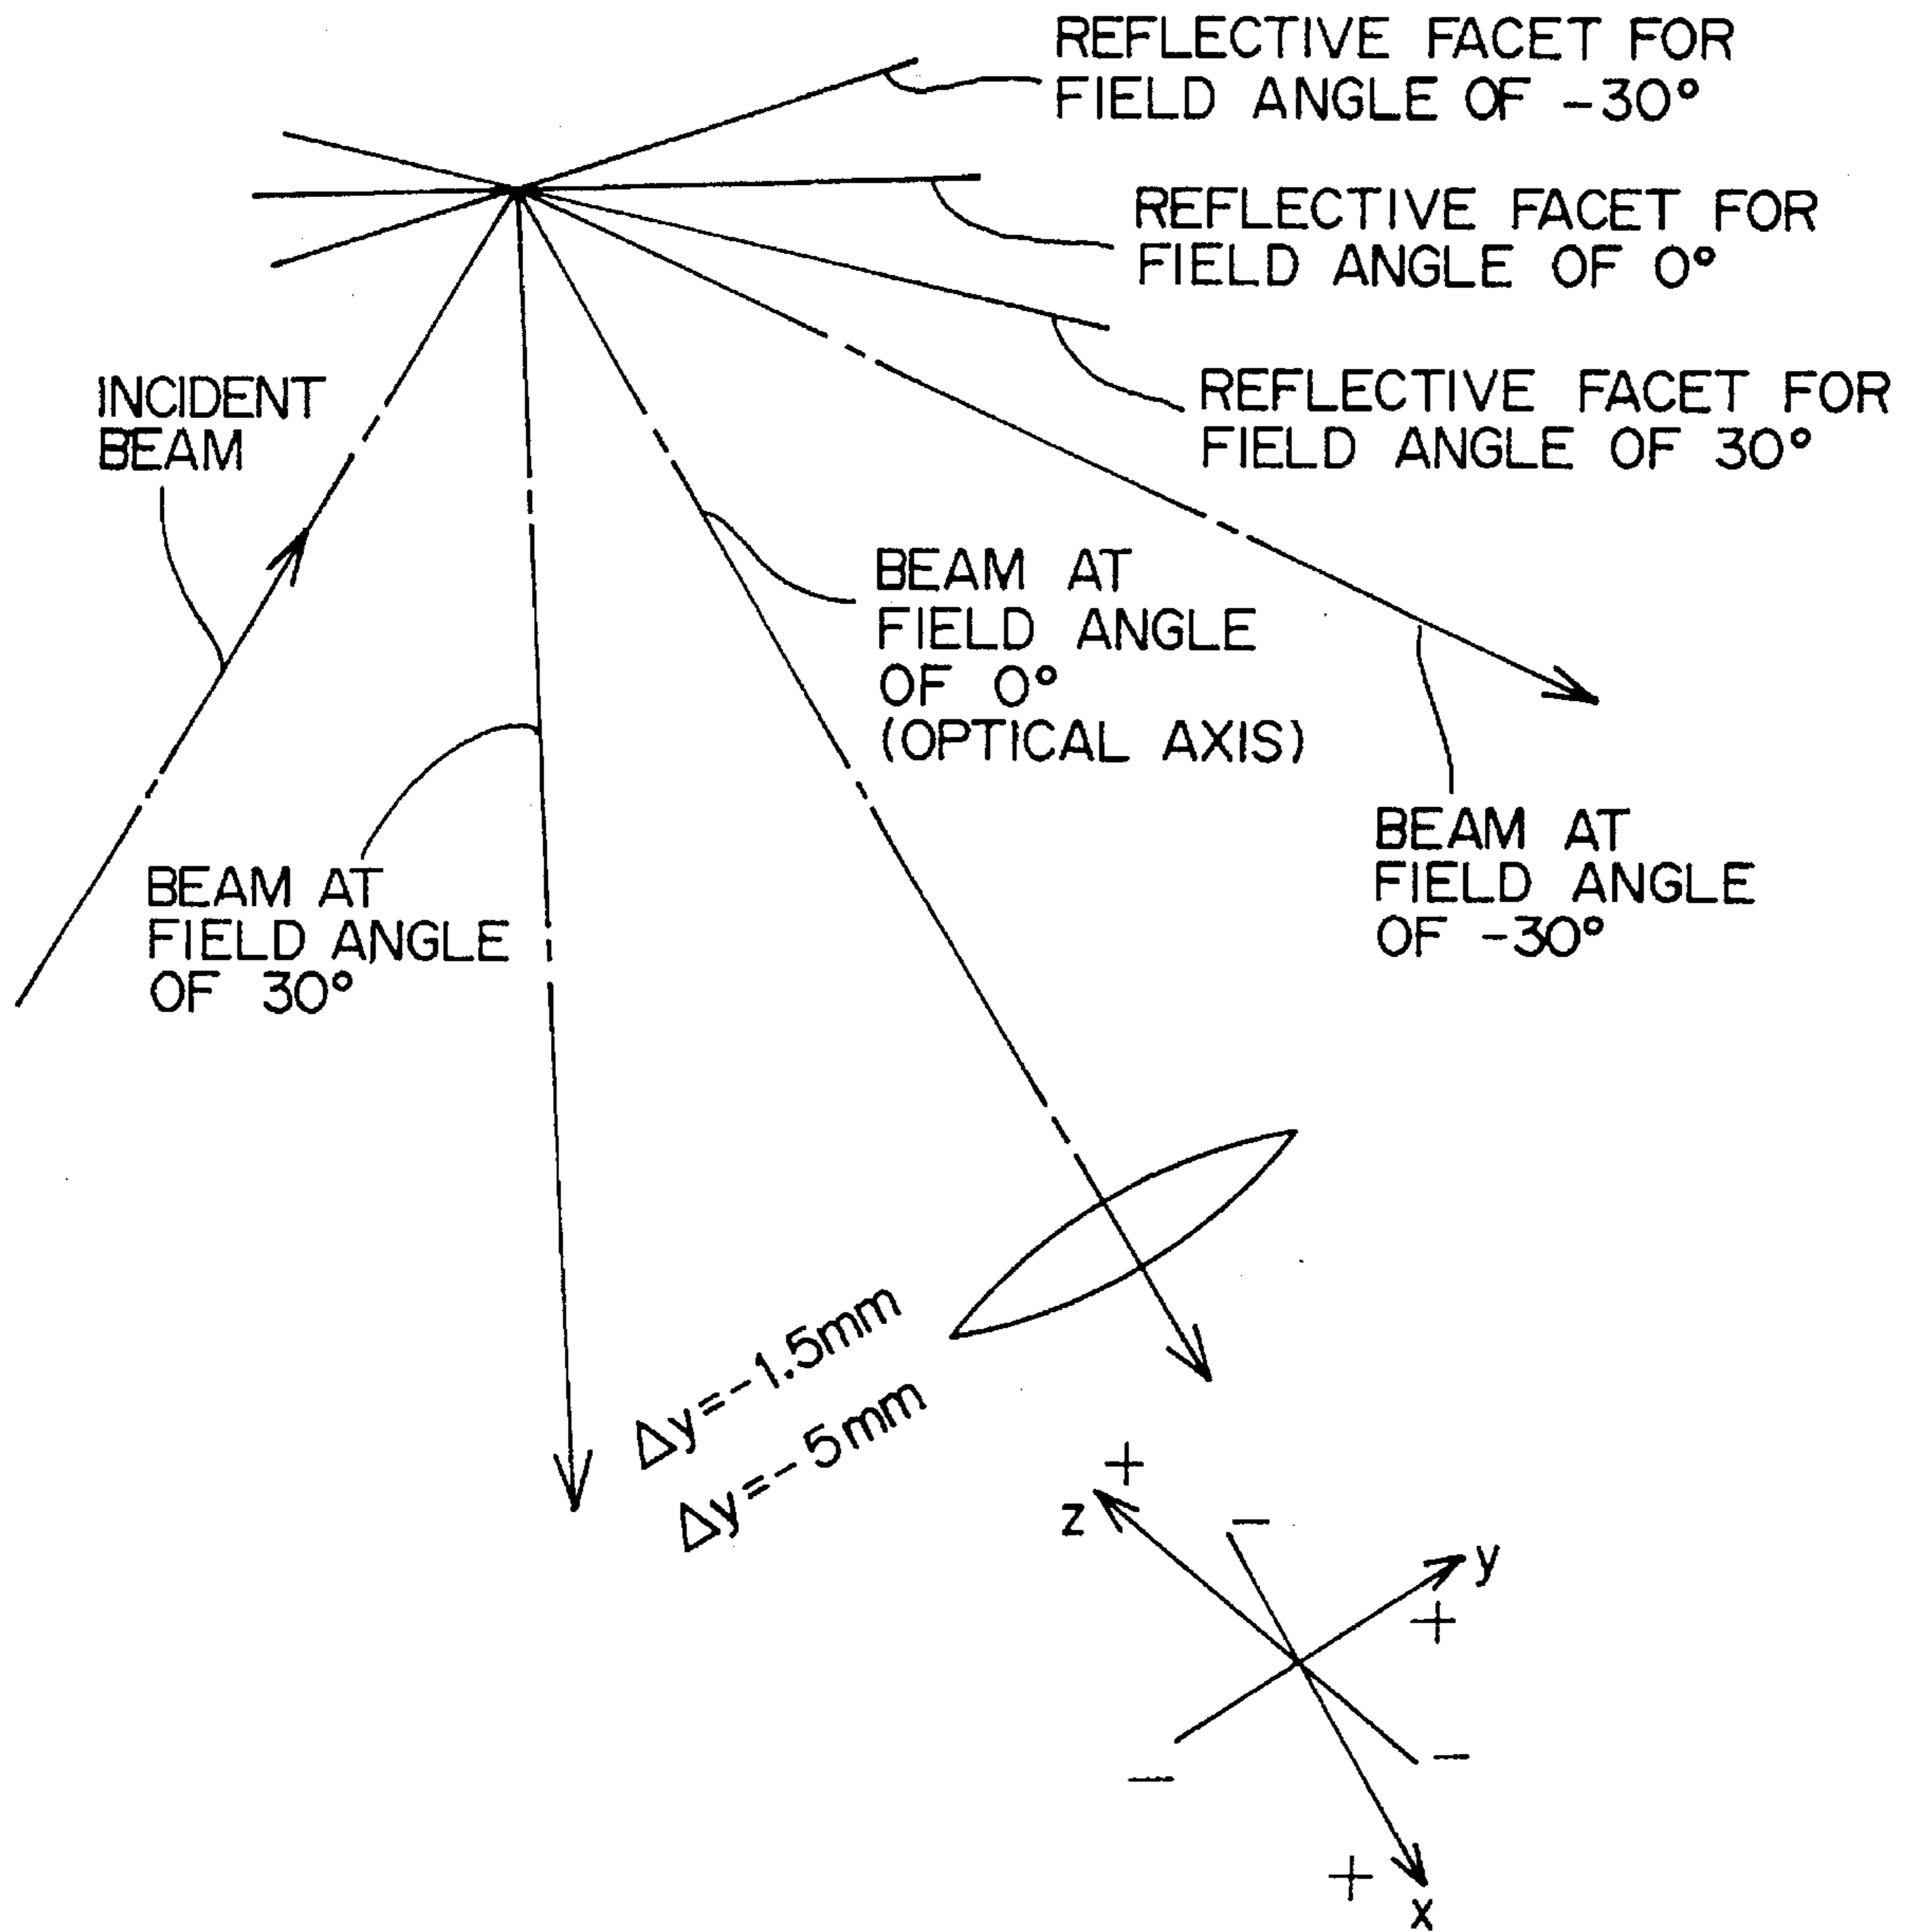 REFLECTIVE FACET FOR
FIELD ANGLE OF -30°
REFLECTIVE FACET FOR
FIELD ANGLE OF 0°
REFLECTIVE FACET FOR
FIELD ANGLE OF 30°
INCIDENT
BEAM
BEAM AT
FIELD ANGLE
OF 0°
(OPTICAL AXIS)
BEAM AT
FIELD ANGLE
OF -30°
BEAM AT
FIELD ANGLE
OF 30°
Δy=-1.5mm
Δy=-5mm
+
z
-
y
+
-
-
+
x